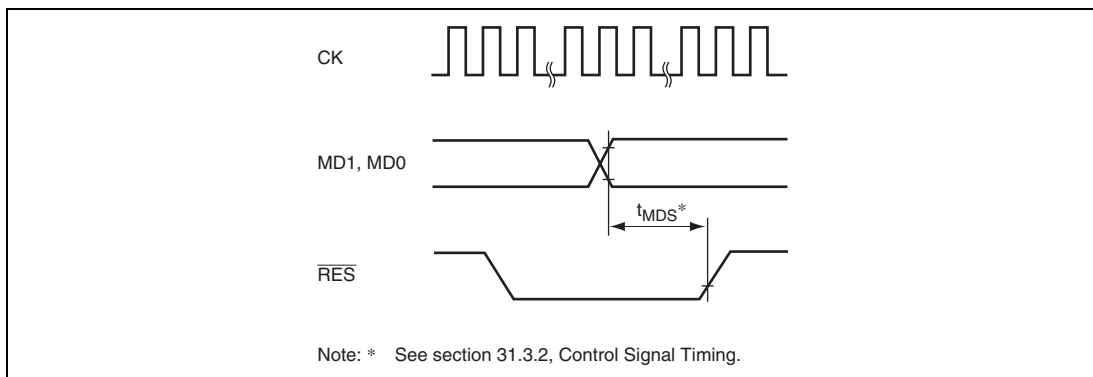 CK
MD1, MD0
tMDS*
RES
Note: * See section 31.3.2, Control Signal Timing.